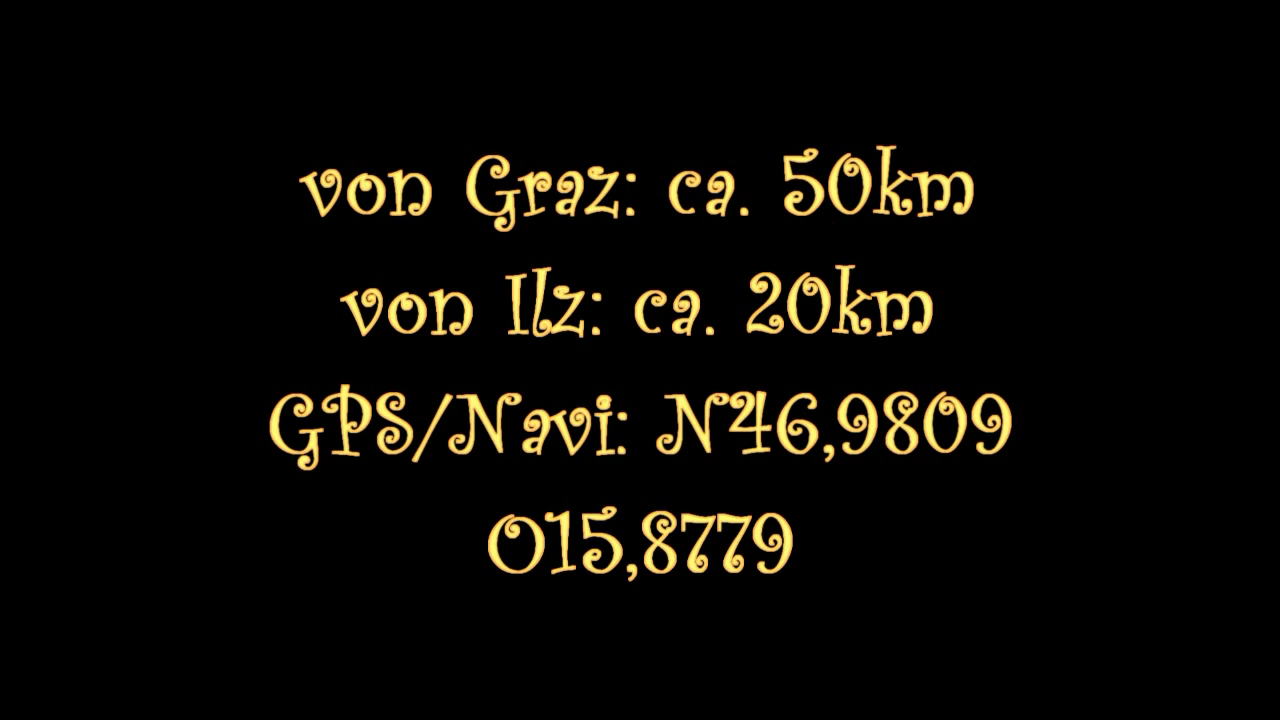 von Graz: ca. 50km
von Ilz: ca. 20km
GPS/Navi: N46,9809
O15,8779